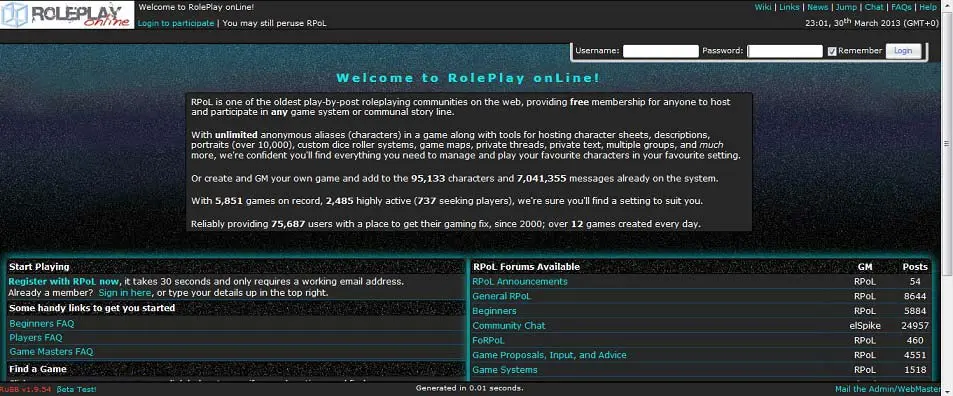 ROLEPLAY
online
Welcome to RolePlay onLine!
Login to participate | You may still peruse RPoL
Wiki | Links | News | Jump | Chat | FAQs | Help
23:01, 30th March 2013 (GMT+0)
Username: Password: Remember Login
Welcome to RolePlay onLine!
RPoL is one of the oldest play-by-post roleplaying communities on the web, providing free membership for anyone to host
and participate in any game system or communal story line.
With unlimited anonymous aliases (characters) in a game along with tools for hosting character sheets, descriptions,
portraits (over 10,000), custom dice roller systems, game maps, private threads, private text, multiple groups, and much
more, we're confident you'll find everything you need to manage and play your favourite characters in your favourite setting.
Or create and GM your own game and add to the 95,133 characters and 7,041,355 messages already on the system.
With 5,851 games on record, 2,485 highly active (737 seeking players), we're sure you'll find a setting to suit you.
Reliably providing 75,687 users with a place to get their gaming fix, since 2000; over 12 games created every day.
Start Playing
Register with RPoL now, it takes 30 seconds and only requires a working email address.
Already a member? Sign in here, or type your details up in the top right.
Some handy links to get you started
Beginners FAQ
Players FAQ
Game Masters FAQ
Find a Game
RPoL Forums Available GM Posts
RPoL Announcements RPoL 54
General RPoL RPoL 8644
Beginners RPoL 5884
Community Chat elSpike 24957
FoRPoL RPoL 460
Game Proposals, Input, and Advice RPoL 4551
Game Systems RPoL 1518
RuBB v1.9.54 βeta Test!
Generated in 0.01 seconds.
Mail the Admin/WebMaster